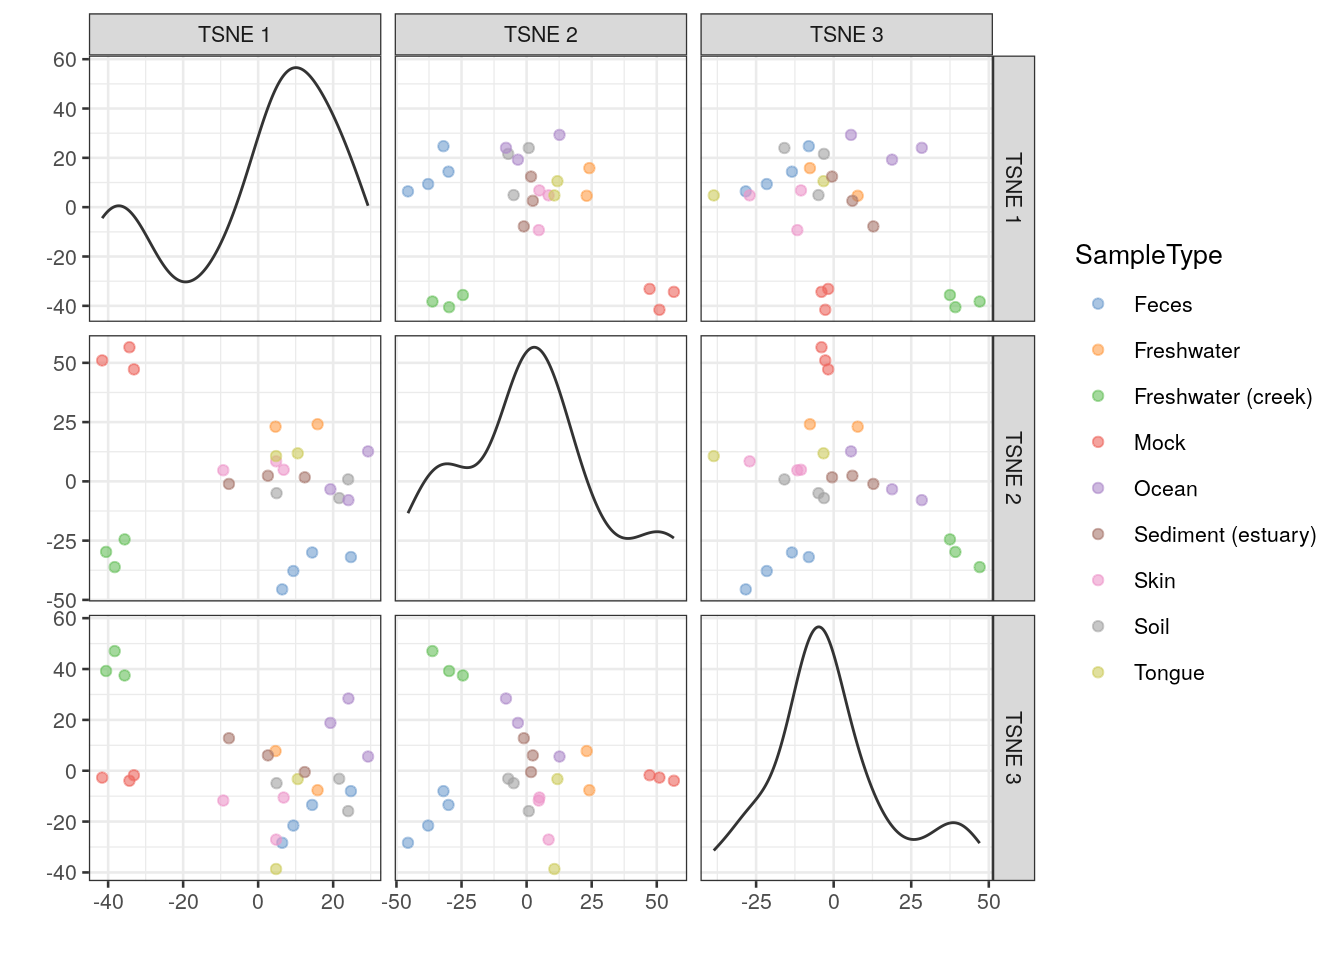 TSNE 1
TSNE 2
TSNE 3
60
40
20
0
-20
-40
TSNE 1
50
25
0
-25
-50
TSNE 2
60
40
20
0
-20
-40
TSNE 3
-40
-20
0
20
-50
-25
0
25
50
-25
0
25
50
SampleType
Feces
Freshwater
Freshwater (creek)
Mock
Ocean
Sediment (estuary)
Skin
Soil
Tongue